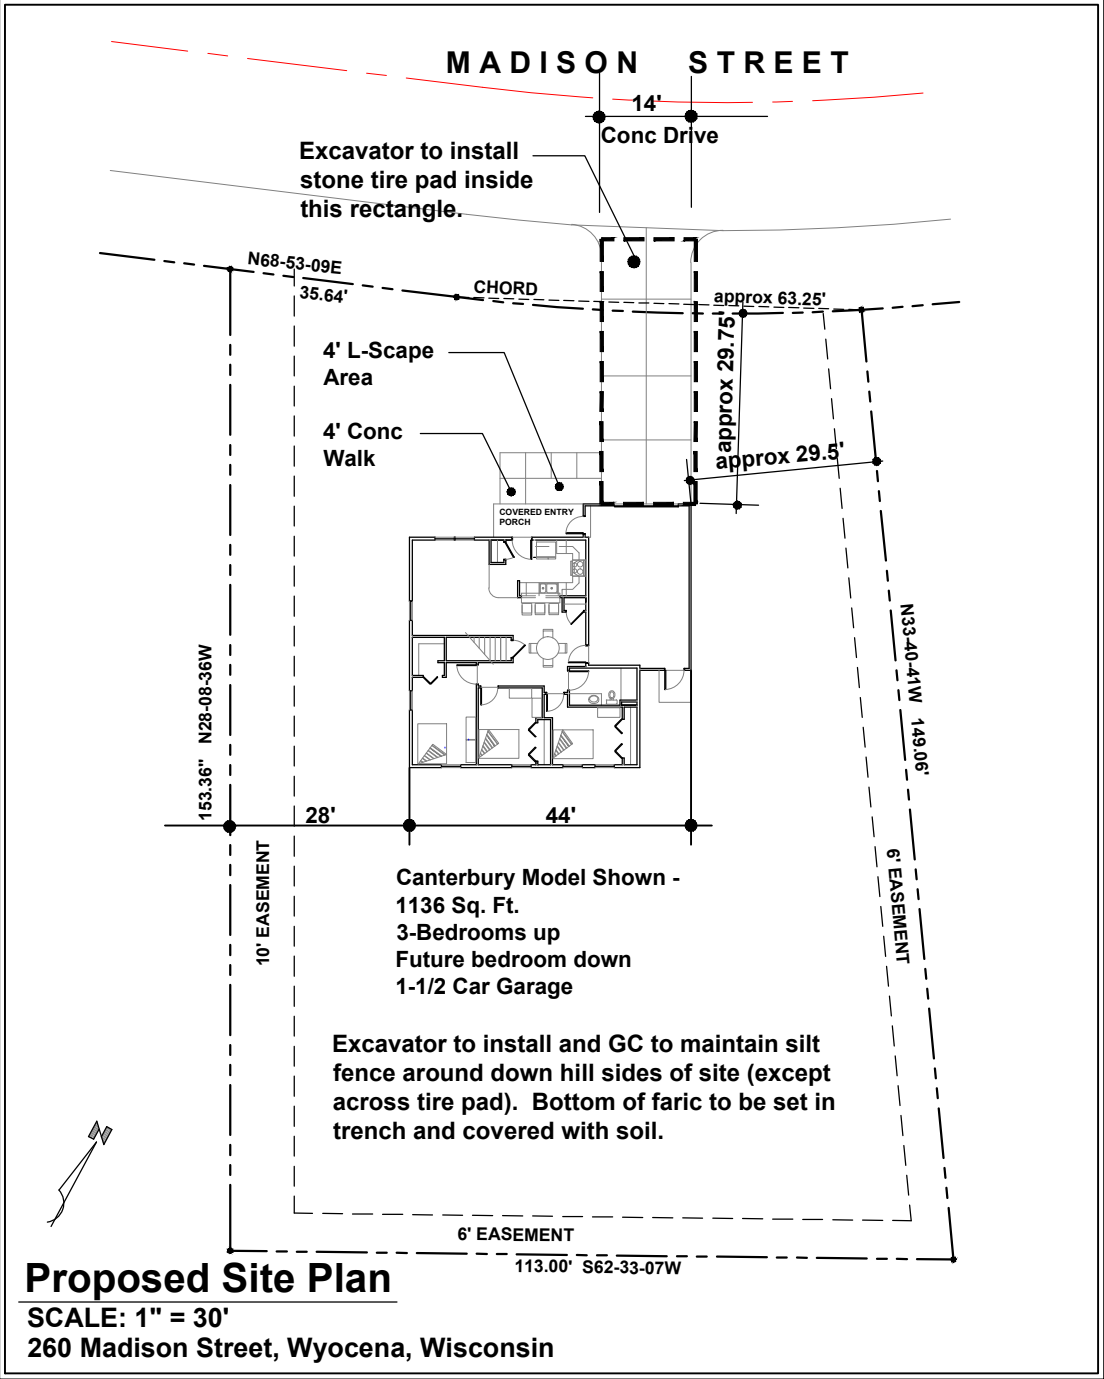 MADISON STREET
14'
Conc Drive
Excavator to install
stone tire pad inside
this rectangle.
N68-53-09E
35.64'
CHORD
approx 63.25'
approx 29.75'
4' L-Scape
Area
4' Conc
Walk
approx 29.5'
COVERED ENTRY
PORCH
N33-40-41W 149.06'
153.36" N28-08-36W
28'
44'
10' EASEMENT
6' EASEMENT
Canterbury Model Shown -
1136 Sq. Ft.
3-Bedrooms up
Future bedroom down
1-1/2 Car Garage
Excavator to install and GC to maintain silt
fence around down hill sides of site (except
across tire pad). Bottom of faric to be set in
trench and covered with soil.
N
6' EASEMENT
113.00' S62-33-07W
Proposed Site Plan
SCALE: 1" = 30'
260 Madison Street, Wyocena, Wisconsin